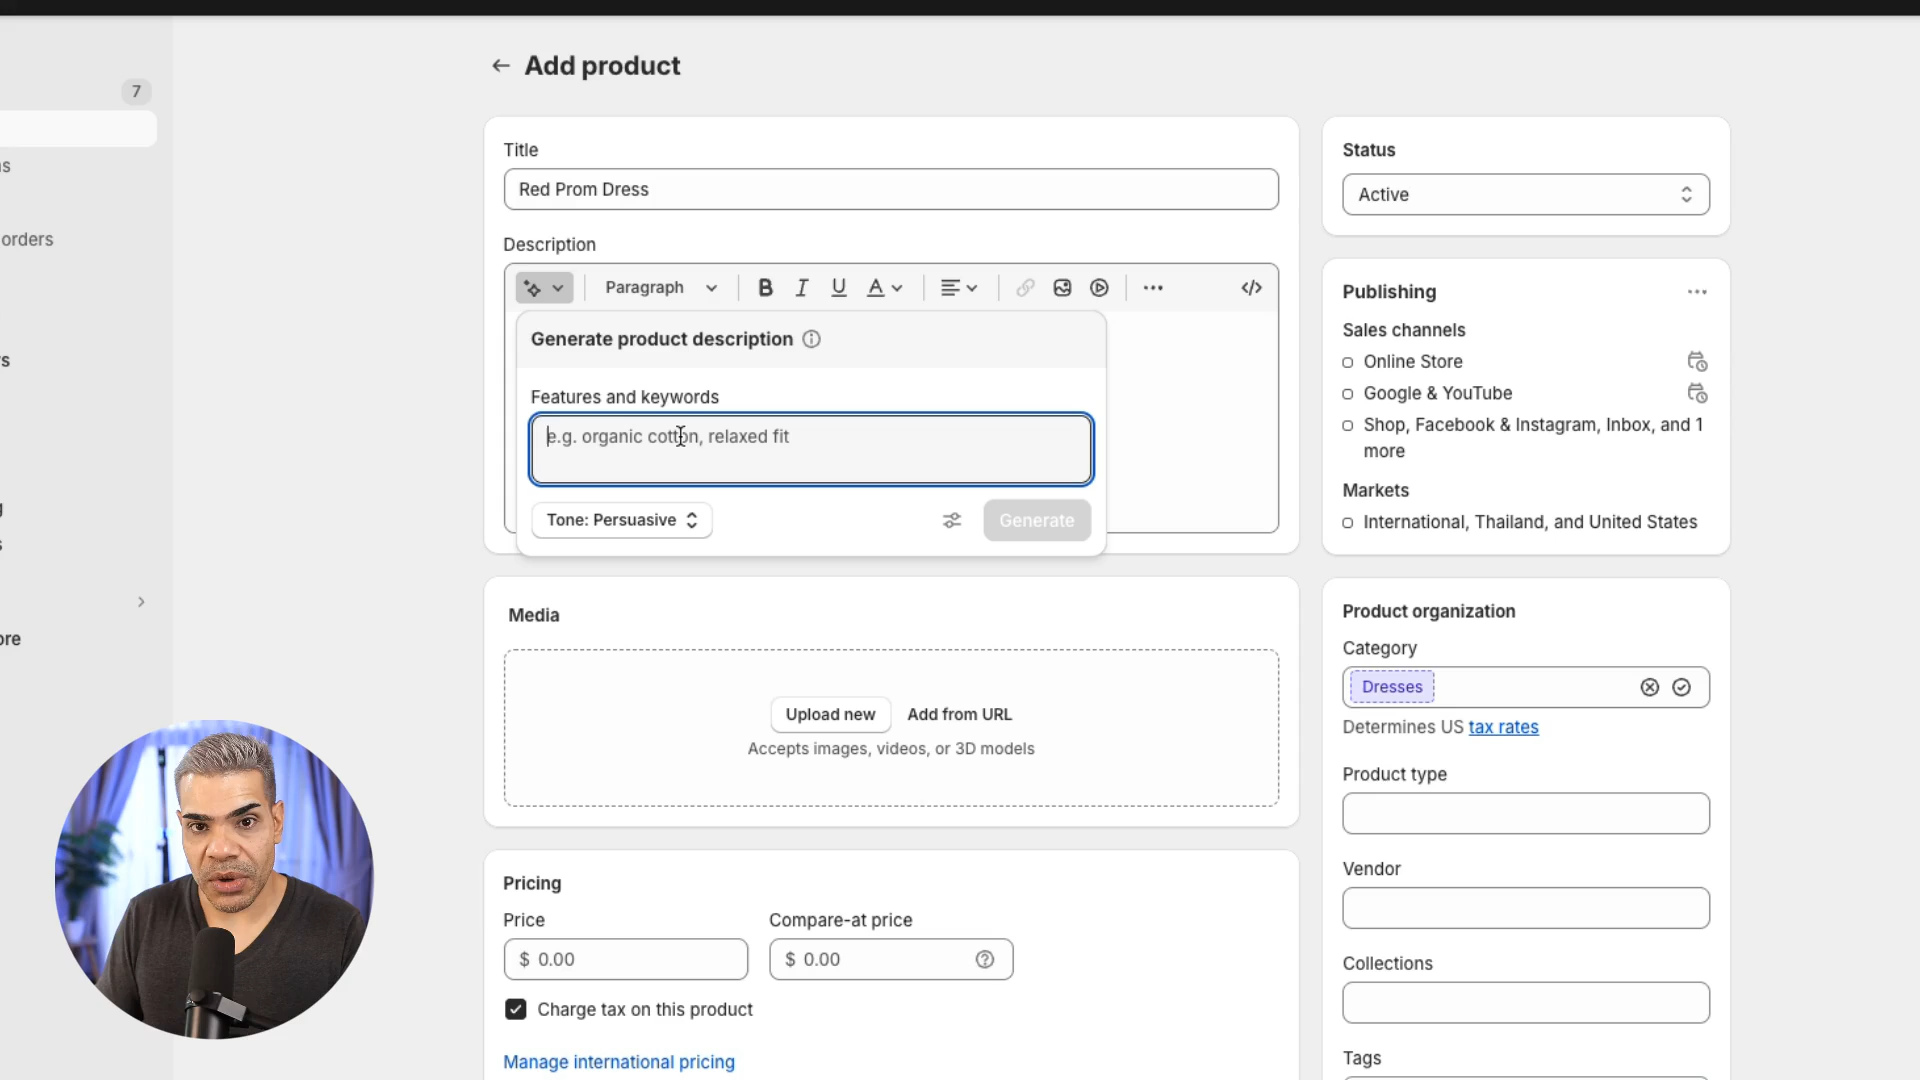 Add product
7
s
orders
s
g
s
ore
Title
Red Prom Dress
Description
Paragraph
B I U A
</>
Generate product description
Features and keywords
e.g. organic cotton, relaxed fit
Tone: Persuasive
Generate
Media
Upload new
Add from URL
Accepts images, videos, or 3D models
Pricing
Price
Compare-at price
$ 0.00
$ 0.00
Charge tax on this product
Manage international pricing
Status
Active
Publishing
Sales channels
Online Store
Google & YouTube
Shop, Facebook & Instagram, Inbox, and 1
more
Markets
International, Thailand, and United States
Product organization
Category
Dresses
Determines US tax rates
Product type
Vendor
Collections
Tags